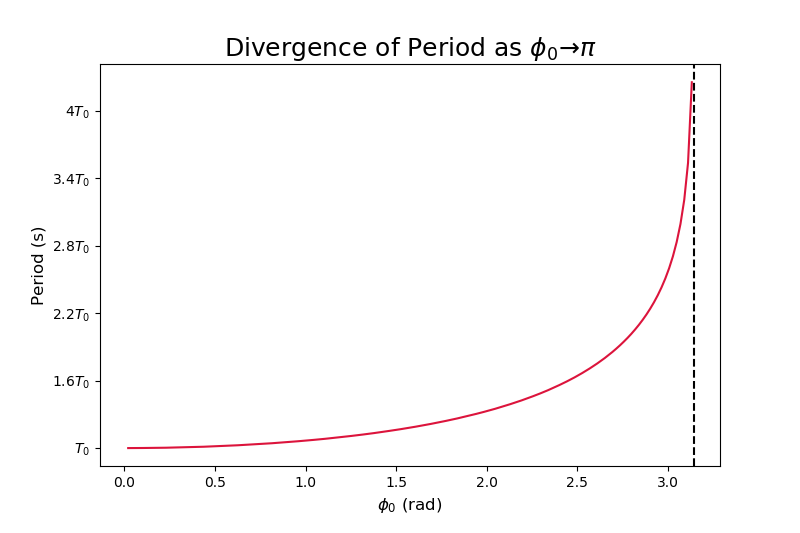 Divergence of Period as ϕ₀→π
Period (s)
4T₀
3.4T₀
2.8T₀
2.2T₀
1.6T₀
T₀
0.0 0.5 1.0 1.5 2.0 2.5 3.0
ϕ₀ (rad)